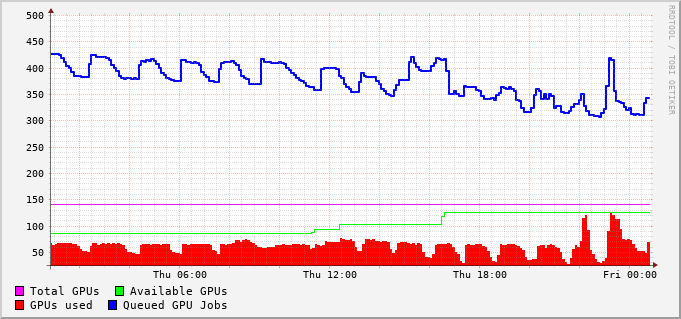 500
450
400
350
300
250
200
150
100
50
Thu 06:00 Thu 12:00 Thu 18:00 Fri 00:00
Total GPUs Available GPUs
GPUs used Queued GPU Jobs
RRDTOOL / TOBI OETIKER